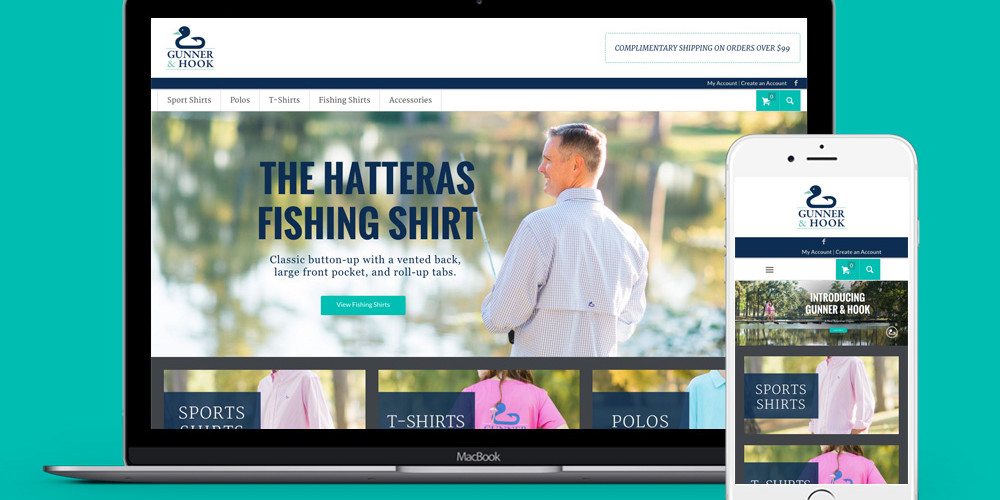 GUNNER
& HOOK
COMPLIMENTARY SHIPPING ON ORDERS OVER $99
My Account | Create an Account f
Sport Shirts Polos T-Shirts Fishing Shirts Accessories
0
THE HATTERAS
FISHING SHIRT
Classic button-up with a vented back,
large front pocket, and roll-up tabs.
View Fishing Shirts
SPORTS
SHIRTS
T-SHIRTS
GUNNER
POLOS
MacBook
GUNNER
& HOOK
f
My Account | Create an Account
0
INTRODUCING
GUNNER & HOOK
SPORTS
SHIRTS
T-SHIRTS